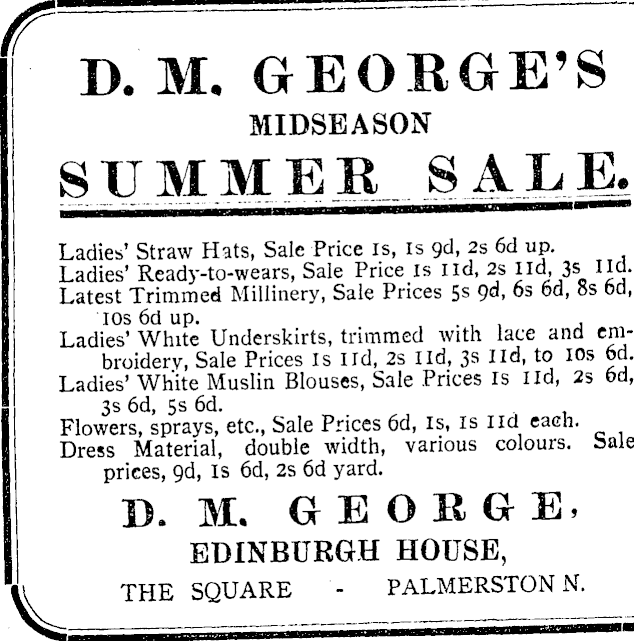 D. M. GEORGE'S
MIDSEASON
SUMMER SALE.
Ladies' Straw Hats, Sale Price 1s, 1s 9d, 2s 6d up.
Ladies' Ready-to-wears, Sale Price 1s 11d, 2s 11d, 3s 11d.
Latest Trimmed Millinery, Sale Prices 5s 9d, 6s 6d, 8s 6d,
10s 6d up.
Ladies' White Underskirts, trimmed with lace and em-
broidery, Sale Prices 1s 11d, 2s 11d, 3s 11d, to 10s 6d.
Ladies' White Muslin Blouses, Sale Prices 1s 11d, 2s 6d,
3s 6d, 5s 6d.
Flowers, sprays, etc., Sale Prices 6d, 1s, 1s 11d each.
Dress Material, double width, various colours. Sale
prices, 9d, 1s 6d, 2s 6d yard.
D. M. GEORGE,
EDINBURGH HOUSE,
THE SQUARE - PALMERSTON N.